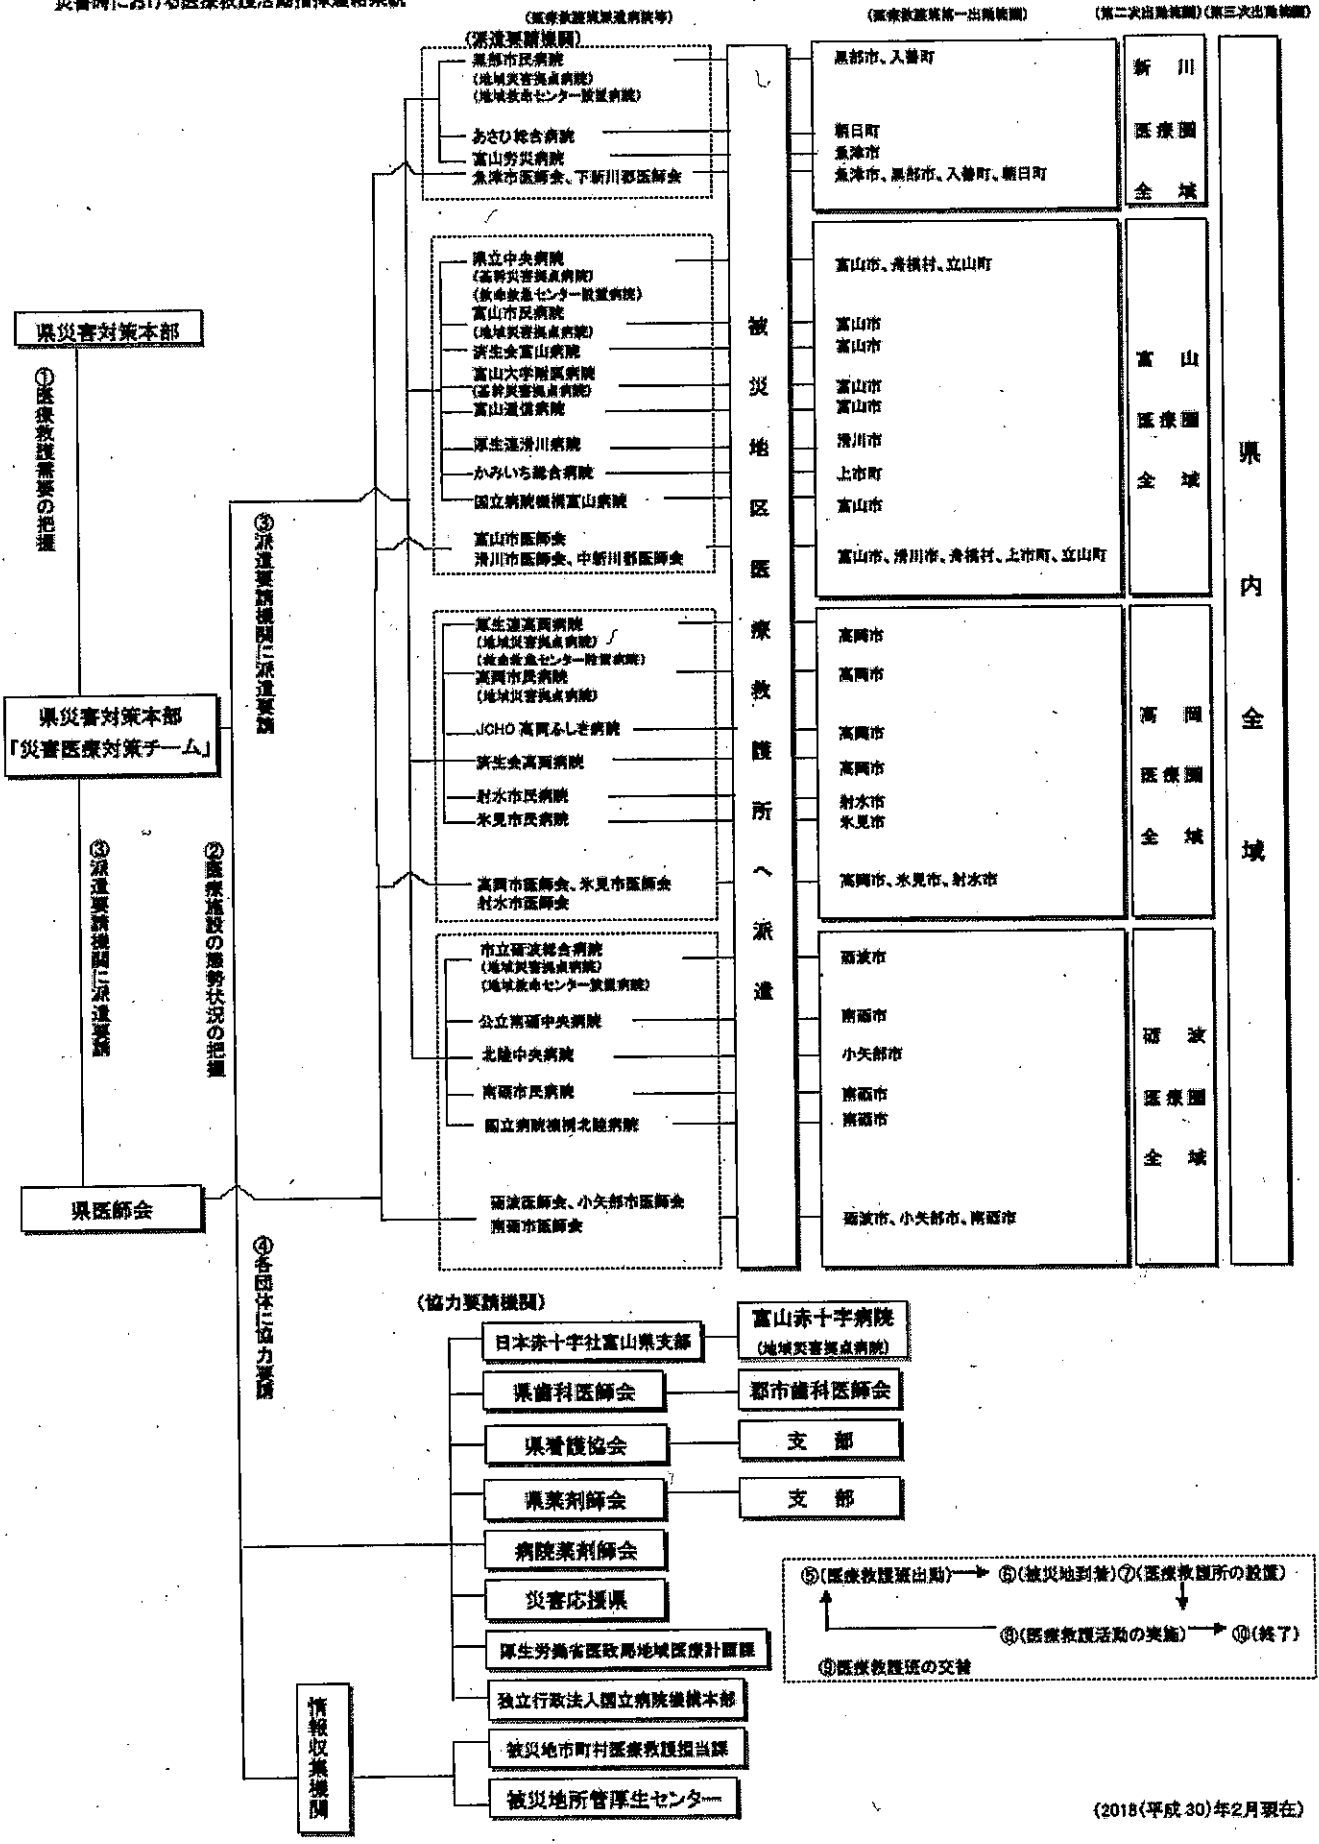 災害時における医療救護活動指揮連絡系統
(医療救護班派遣病院等)
(医療救護班第一出動範囲)
(第二次出動範囲)(第三次出動範囲)
(派遣要請機関)
黒部市民病院
(地域災害拠点病院)
(地域救命センター設置病院)
あさひ総合病院
富山労災病院
魚津市医師会、下新川郡医師会
黒部市、入善町
朝日町
魚津市
魚津市、黒部市、入善町、朝日町
新川
医療圏
全域
県立中央病院
(基幹災害拠点病院)
(救命救急センター設置病院)
富山市民病院
(地域災害拠点病院)
済生会富山病院
富山大学附属病院
(基幹災害拠点病院)
富山逓信病院
厚生連滑川病院
かみいち総合病院
国立病院機構富山病院
富山市医師会
滑川市医師会、中新川郡医師会
富山市、舟橋村、立山町
富山市
富山市
富山市
富山市
滑川市
上市町
富山市
富山市、滑川市、舟橋村、上市町、立山町
富山
医療圏
全域
厚生連高岡病院
(地域災害拠点病院)
(救命救急センター設置病院)
高岡市民病院
(地域災害拠点病院)
JCHO高岡ふしき病院
済生会高岡病院
射水市民病院
氷見市民病院
高岡市医師会、氷見市医師会
射水市医師会
高岡市
高岡市
高岡市
高岡市
射水市
氷見市
高岡市、氷見市、射水市
高岡
医療圏
全域
市立砺波総合病院
(地域災害拠点病院)
(地域救命センター設置病院)
公立南砺中央病院
北陸中央病院
南砺市民病院
国立病院機構北陸病院
砺波医師会、小矢部市医師会
南砺市医師会
砺波市
南砺市
小矢部市
南砺市
南砺市
砺波市、小矢部市、南砺市
砺波
医療圏
全域
被災地区医療救護所へ派遣
県内全域
県災害対策本部
①医療救護需要の把握
県災害対策本部
「災害医療対策チーム」
③派遣要請機関に派遣要請
③派遣要請機関に派遣要請
②医療施設の態勢状況の把握
県医師会
④各団体に協力要請
(協力要請機関)
日本赤十字社富山県支部
富山赤十字病院
(地域災害拠点病院)
県歯科医師会
郡市歯科医師会
県看護協会
支部
県薬剤師会
支部
病院薬剤師会
災害応援県
厚生労働省医政局地域医療計画課
独立行政法人国立病院機構本部
情報収集機関
被災地市町村医療救護担当課
被災地所管厚生センター
⑤(医療救護班出動)→ ⑥(被災地到着)⑦(医療救護所の設置)
⑧(医療救護活動の実施)→ ⑩(終了)
⑨医療救護班の交替
(2018(平成30)年2月現在)